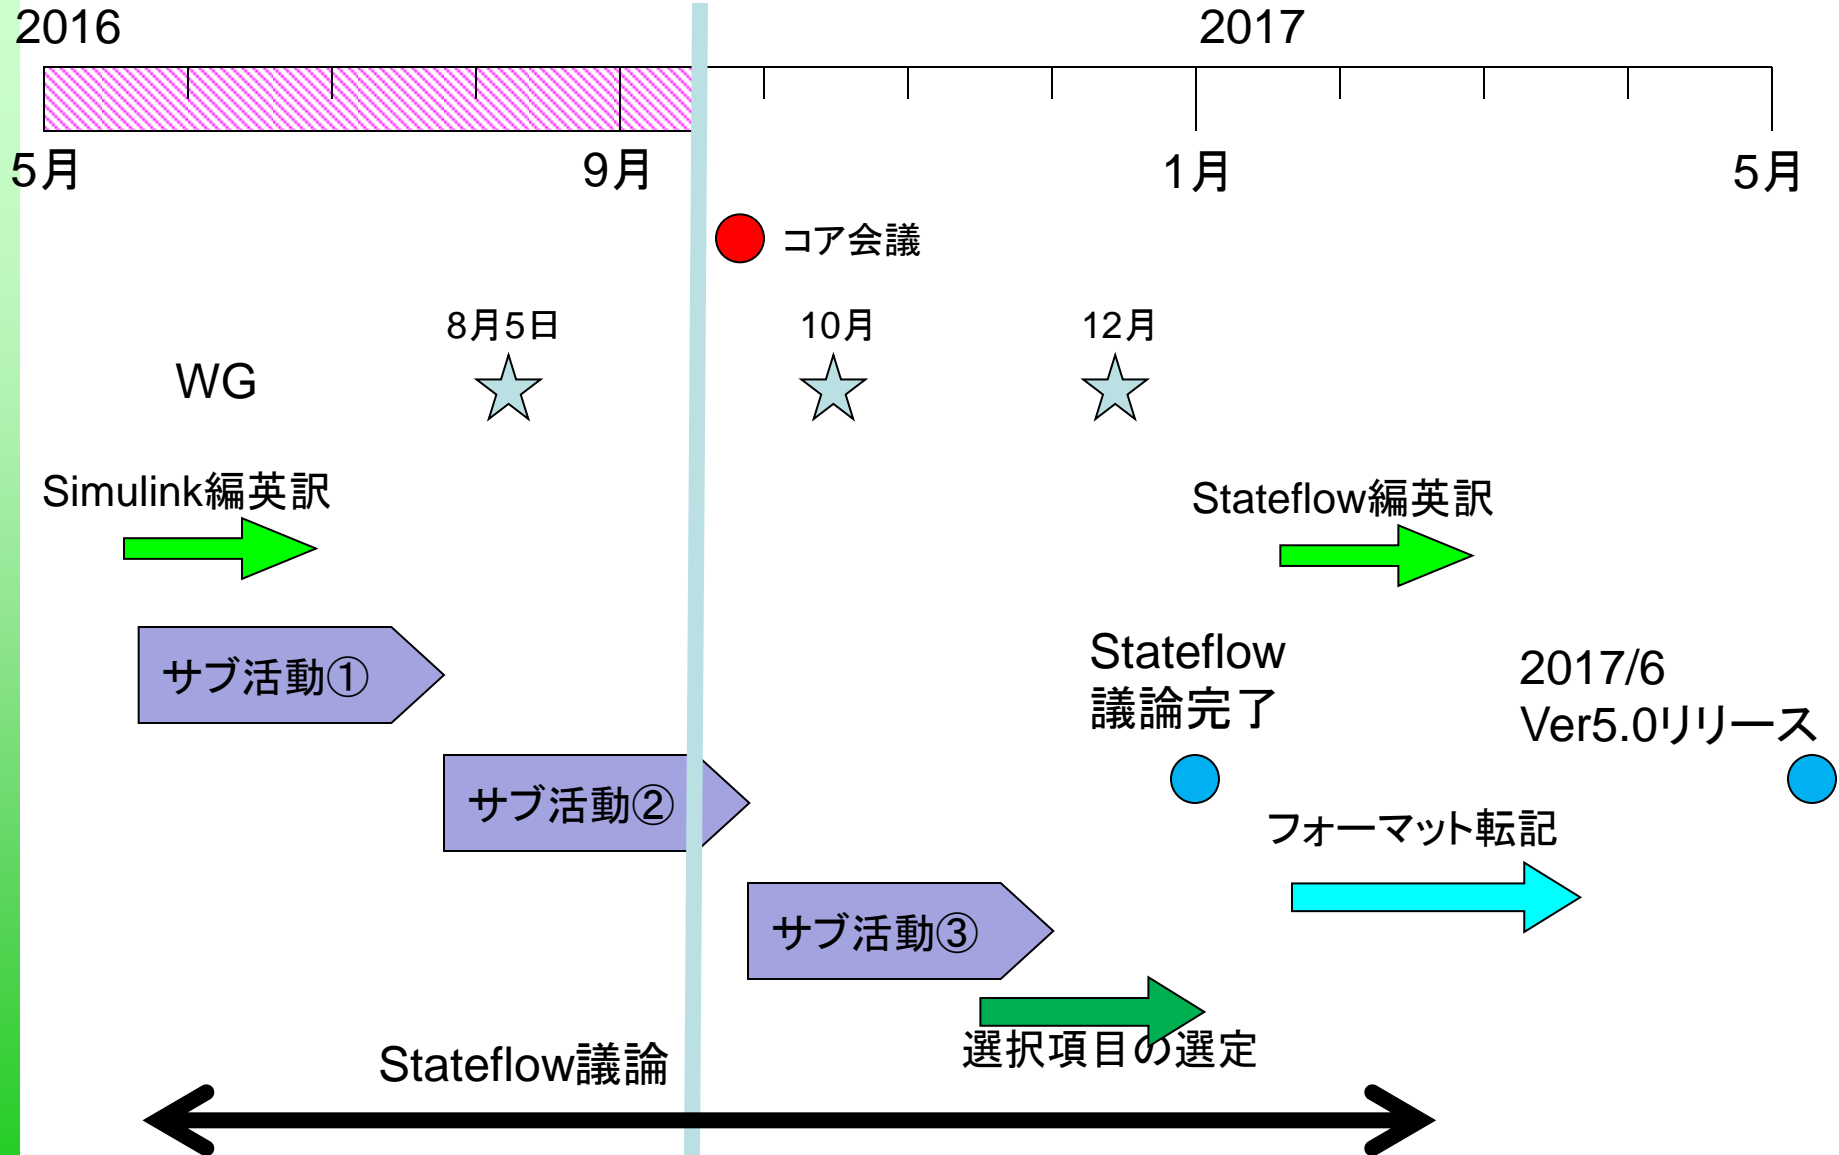 2016
2017
5月
9月
1月
5月
コア会議
8月5日
10月
12月
WG
Simulink編英訳
Stateflow編英訳
サブ活動①
Stateflow
議論完了
2017/6
Ver5.0リリース
サブ活動②
フォーマット転記
サブ活動③
選択項目の選定
Stateflow議論